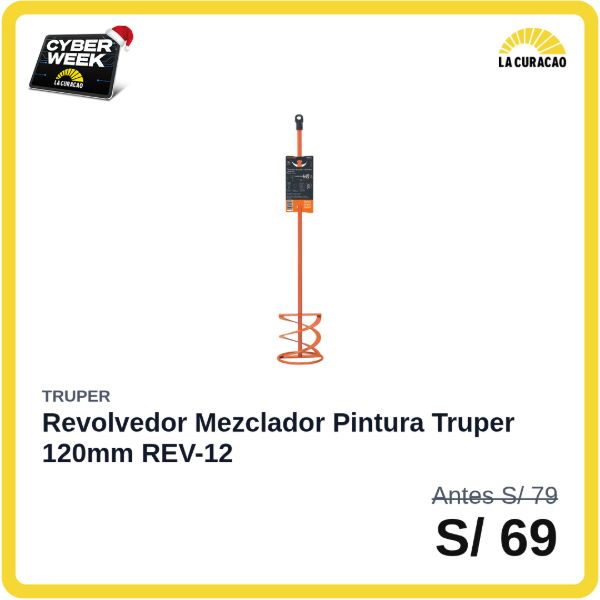 CYBER
WEEK
LA CURACAO
LA CURACAO
TRUPER
Revolvedor Mezclador Pintura Truper
120mm REV-12
Antes S/ 79
S/ 69